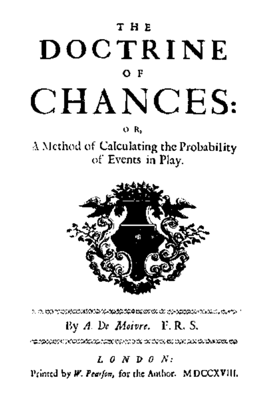 THE
DOCTRINE
OF
CHANCES:
OR,
A Method of Calculating the Probability
of Events in Play.
By A. De Moivre. F. R. S.
LONDON:
Printed by W. Pearson, for the Author. MDCCXVIII.